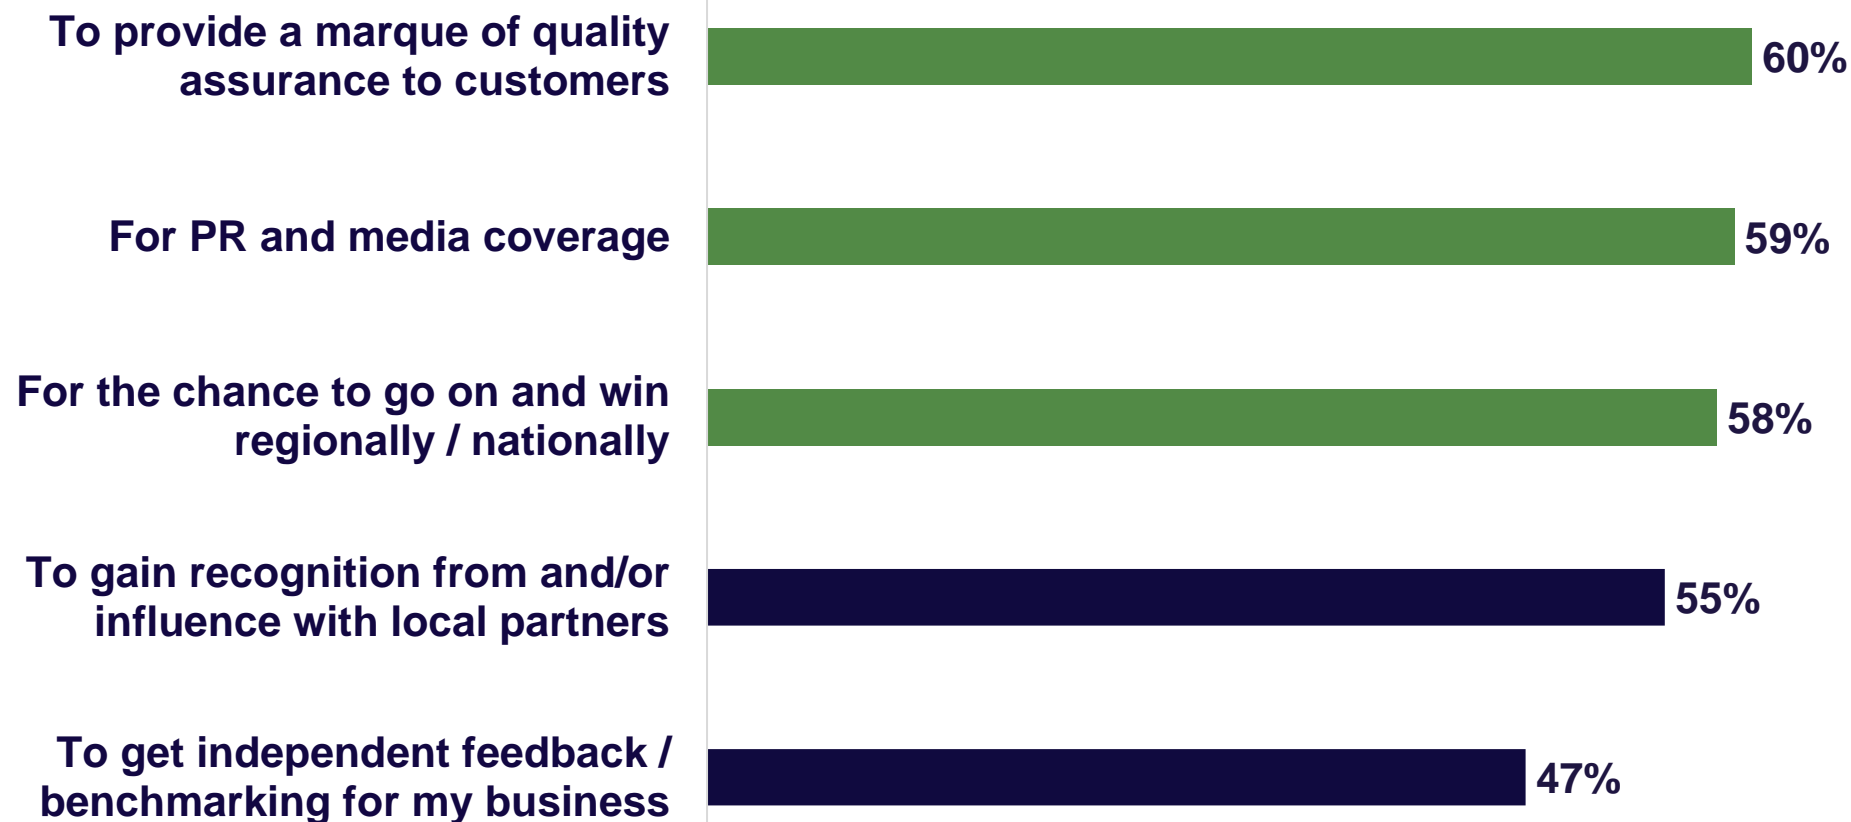 To provide a marque of quality
assurance to customers
60%
For PR and media coverage
59%
For the chance to go on and win
regionally / nationally
58%
To gain recognition from and/or
influence with local partners
55%
To get independent feedback /
benchmarking for my business
47%